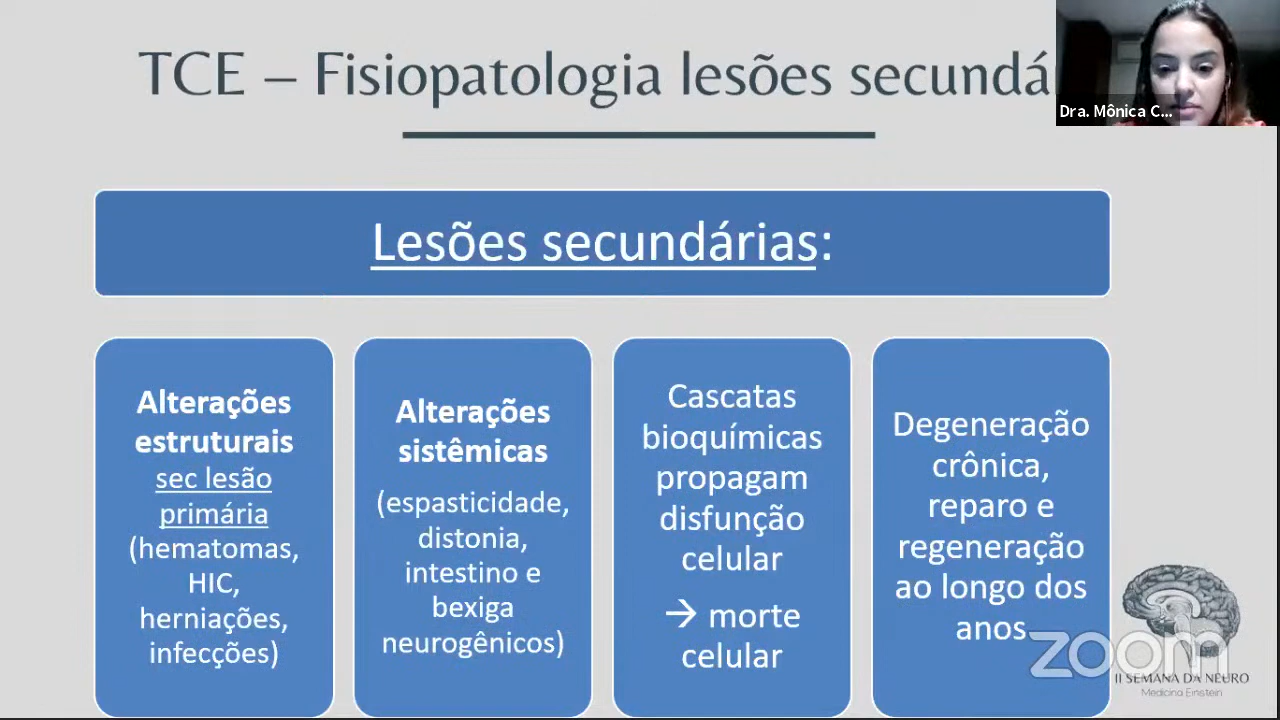 TCE – Fisiopatologia lesões secundá
Dra. Mônica C...
Lesões secundárias:
Alterações
estruturais
sec lesão
primária
(hematomas,
HIC,
herniações,
infecções)
Alterações
sistêmicas
(espasticidade,
distonia,
intestino e
bexiga
neurogênicos)
Cascatas
bioquímicas
propagam
disfunção
celular
→ morte
celular
Degeneração
crônica,
reparo e
regeneração
ao longo dos
anos
zoom
II SEMANA DA NEURO
Medicina Einstein